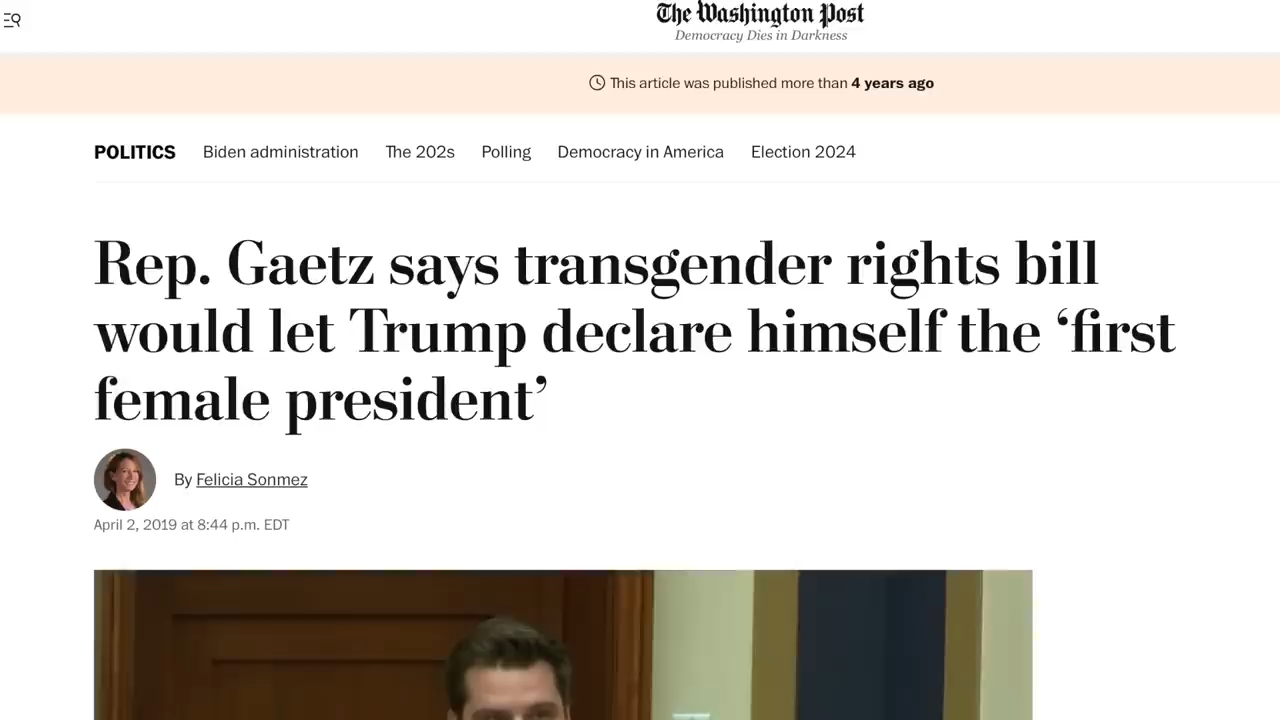 The Washington Post
Democracy Dies in Darkness
This article was published more than 4 years ago
POLITICS Biden administration The 202s Polling Democracy in America Election 2024
Rep. Gaetz says transgender rights bill
would let Trump declare himself the ‘first
female president’
By Felicia Sonmez
April 2, 2019 at 8:44 p.m. EDT